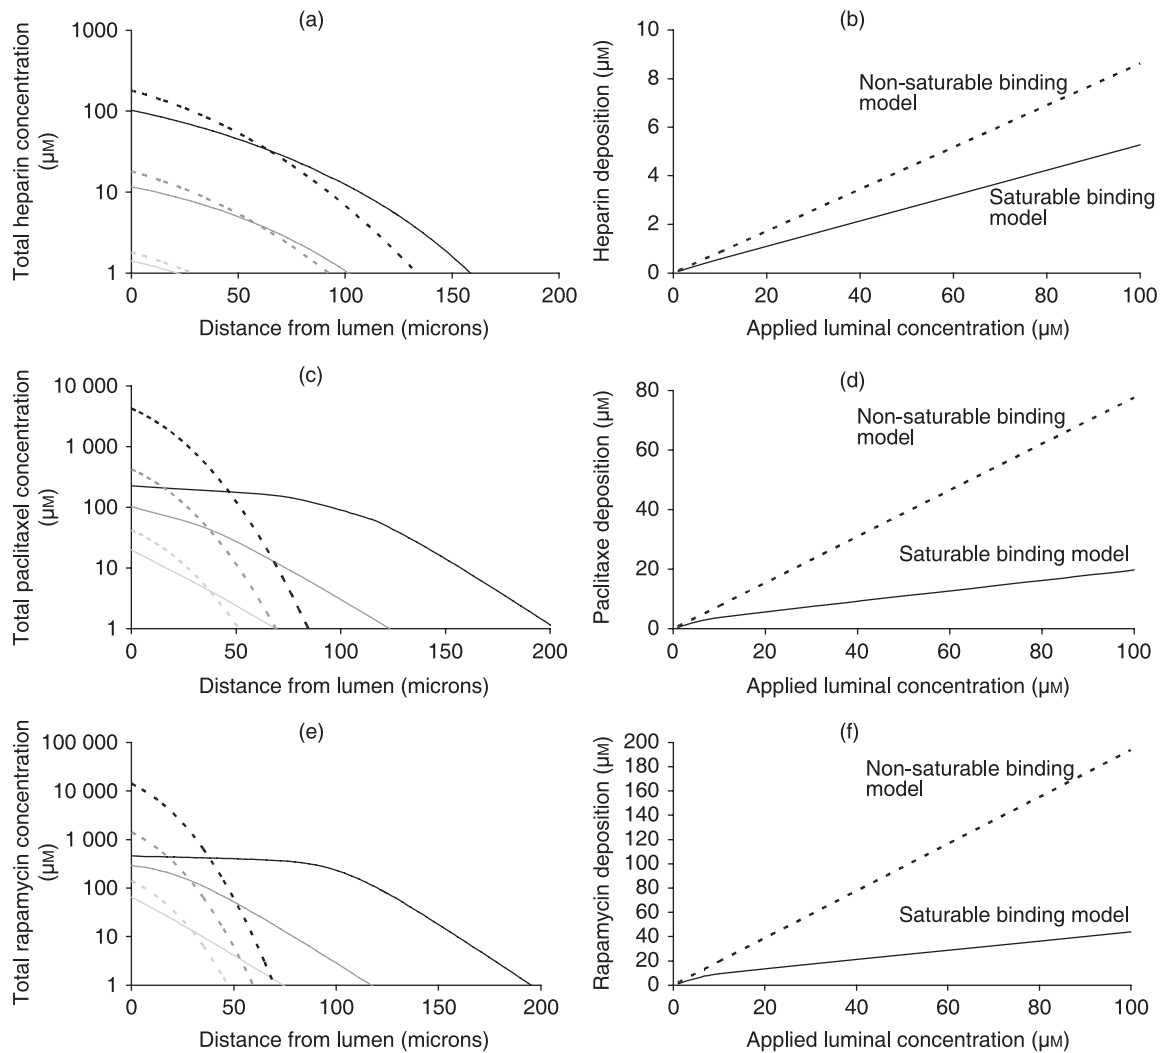 (a)
1000
100
10
1
0
50
100
150
200
Total heparin concentration
(μM)
Distance from lumen (microns)
(b)
10
8
6
4
2
0
0
20
40
60
80
100
Heparin deposition (μM)
Non-saturable binding
model
Saturable binding
model
Applied luminal concentration (μM)
(c)
10 000
1 000
100
10
1
0
50
100
150
200
Total paclitaxel concentration
(μM)
Distance from lumen (microns)
(d)
80
60
40
20
0
0
20
40
60
80
100
Paclitaxe deposition (μM)
Non-saturable binding
model
Saturable binding model
Applied luminal concentration (μM)
(e)
100 000
10 000
1 000
100
10
1
0
50
100
150
200
Total rapamycin concentration
(μM)
Distance from lumen (microns)
(f)
200
180
160
140
120
100
80
60
40
20
0
0
20
40
60
80
100
Rapamycin deposition (μM)
Non-saturable binding
model
Saturable binding model
Applied luminal concentration (μM)